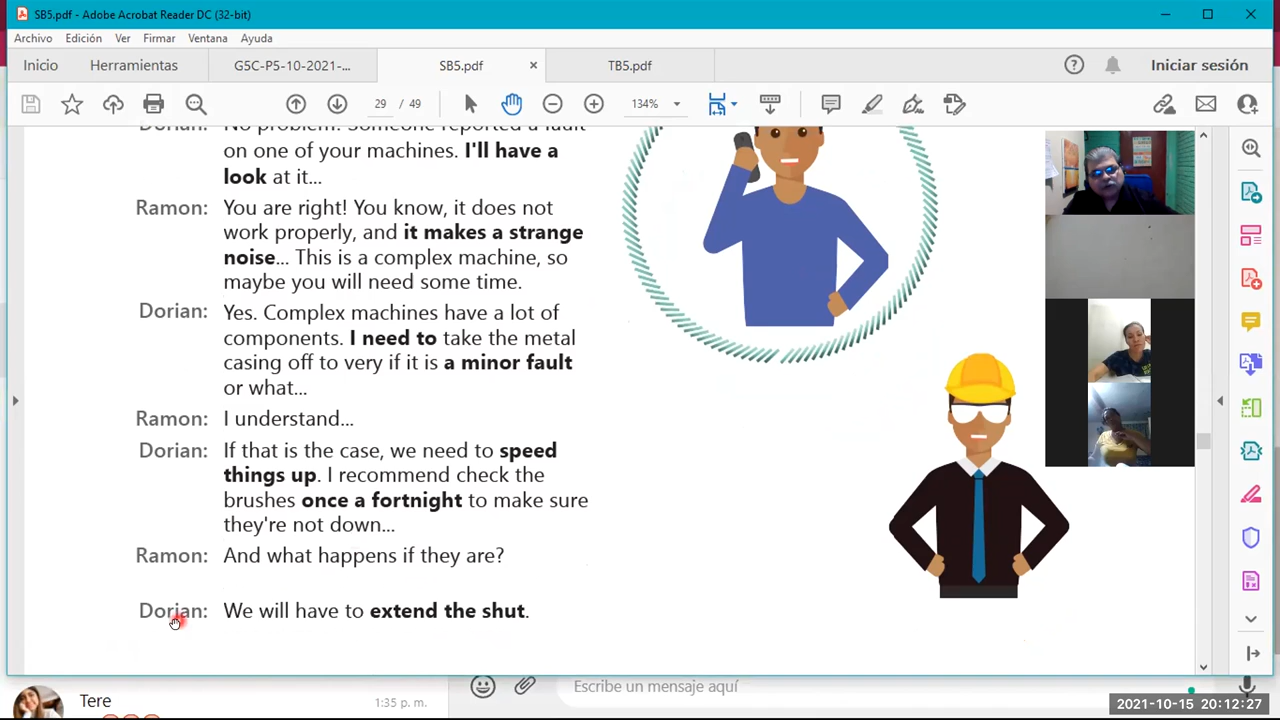 SB5.pdf - Adobe Acrobat Reader DC (32-bit)
Archivo Edición Ver Firmar Ventana Ayuda
Inicio Herramientas G5C-P5-10-2021-... SB5.pdf × TB5.pdf Iniciar sesión
29 / 49 134%
Dorian: No problem! Someone reported a fault
on one of your machines. I'll have a
look at it...
Ramon: You are right! You know, it does not
work properly, and it makes a strange
noise... This is a complex machine, so
maybe you will need some time.
Dorian: Yes. Complex machines have a lot of
components. I need to take the metal
casing off to very if it is a minor fault
or what...
Ramon: I understand...
Dorian: If that is the case, we need to speed
things up. I recommend check the
brushes once a fortnight to make sure
they're not down...
Ramon: And what happens if they are?
Dorian: We will have to extend the shut.
Tere
1:35 p. m.
Escribe un mensaje aquí
2021-10-15 20:12:27